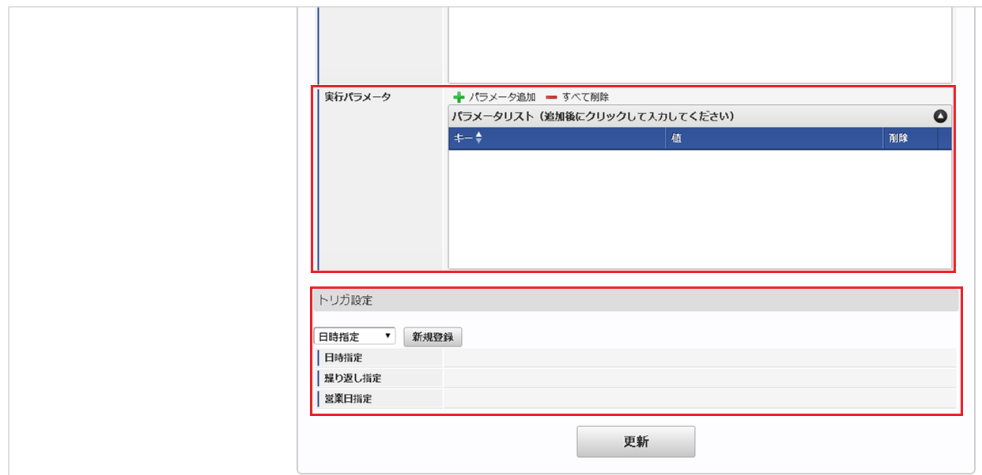 実行パラメータ
パラメータ追加 すべて削除
パラメータリスト（追加後にクリックして入力してください）
キー 値 削除
トリガ設定
日時指定 新規登録
日時指定
繰り返し指定
営業日指定
更新